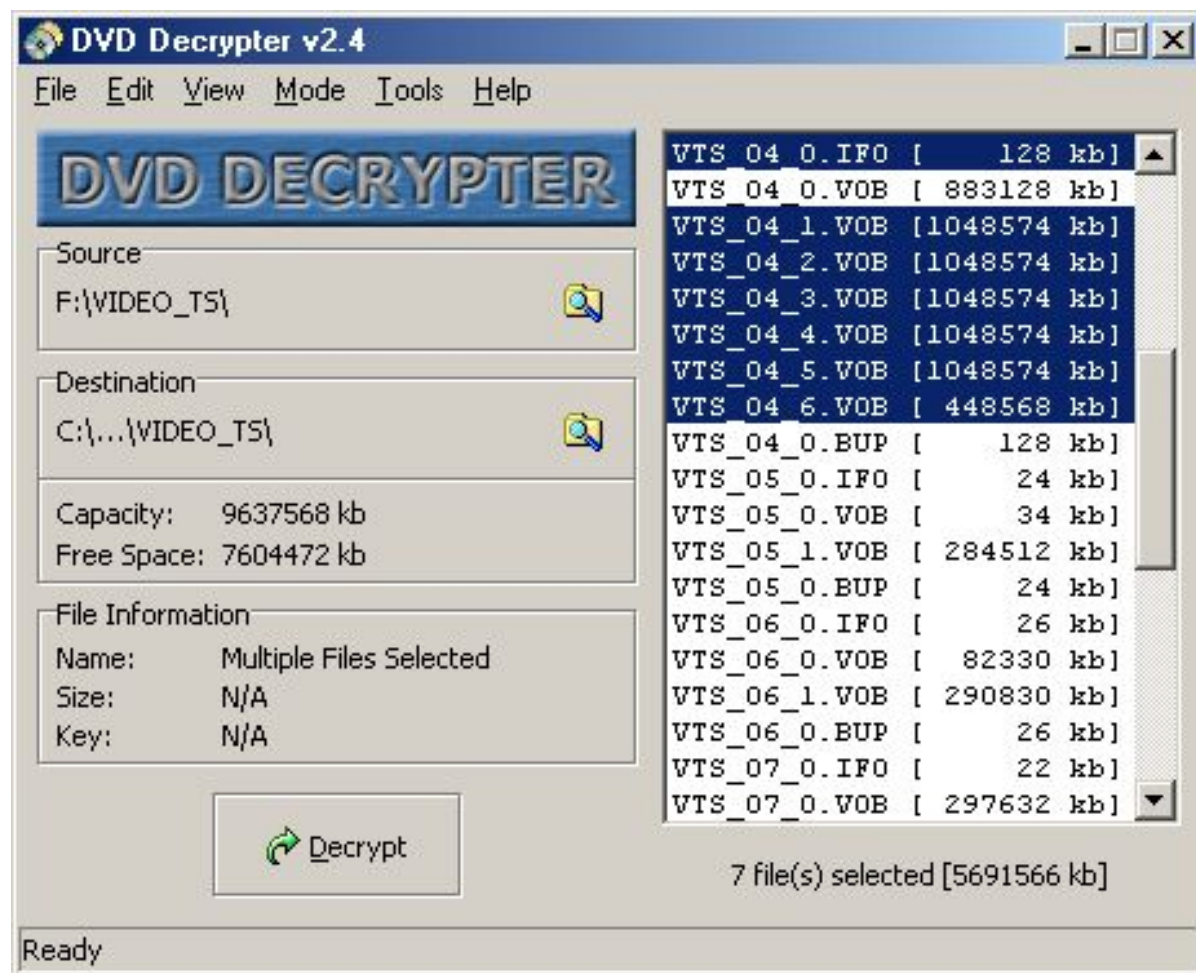 DVD Decrypter v2.4
File Edit View Mode Tools Help
DVD DECRYPTER
Source
F:\VIDEO_TS\
Destination
C:\...\VIDEO_TS\
Capacity: 9637568 kb
Free Space: 7604472 kb
File Information
Name: Multiple Files Selected
Size: N/A
Key: N/A
Decrypt
VTS_04_0.IFO [ 128 kb]
VTS_04_0.VOB [ 883128 kb]
VTS_04_1.VOB [1048574 kb]
VTS_04_2.VOB [1048574 kb]
VTS_04_3.VOB [1048574 kb]
VTS_04_4.VOB [1048574 kb]
VTS_04_5.VOB [1048574 kb]
VTS_04_6.VOB [ 448568 kb]
VTS_04_0.BUP [ 128 kb]
VTS_05_0.IFO [ 24 kb]
VTS_05_0.VOB [ 34 kb]
VTS_05_1.VOB [ 284512 kb]
VTS_05_0.BUP [ 24 kb]
VTS_06_0.IFO [ 26 kb]
VTS_06_0.VOB [ 82330 kb]
VTS_06_1.VOB [ 290830 kb]
VTS_06_0.BUP [ 26 kb]
VTS_07_0.IFO [ 22 kb]
VTS_07_0.VOB [ 297632 kb]
7 file(s) selected [5691566 kb]
Ready